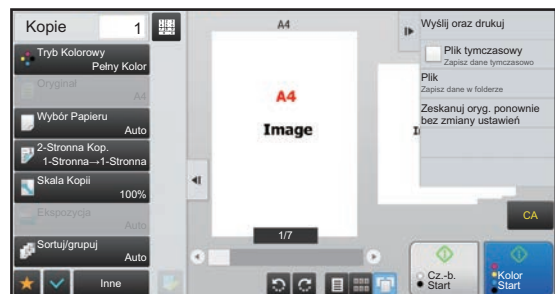 Kopie 1
Tryb Kolorowy
Pełny Kolor
Oryginał
A4
Wybór Papieru
Auto
2-Stronna Kop.
1-Stronna→1-Stronna
Skala Kopii
100%
Ekspozycja
Auto
Sortuj/grupuj
Auto
Inne
A4
A4
Image
1/7
Wyślij oraz drukuj
Plik tymczasowy
Zapisz dane tymczasowo
Plik
Zapisz dane w folderze
Zeskanuj oryg. ponownie
bez zmiany ustawień
CA
Cz.-b.
Start
Kolor
Start